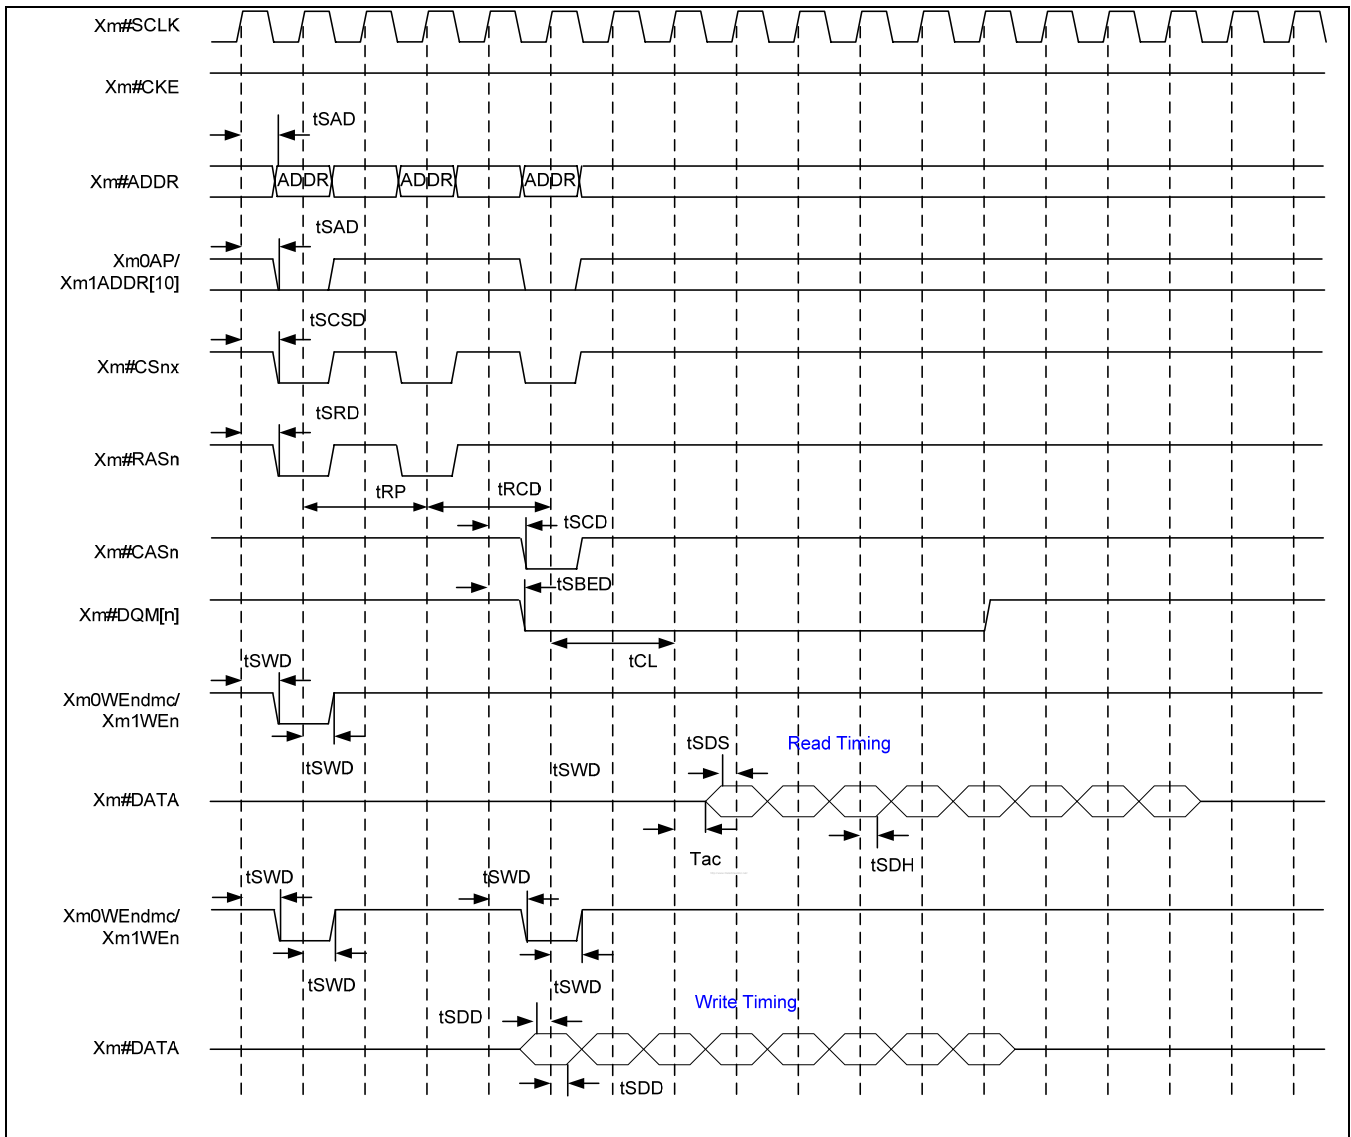 Xm#SCLK
Xm#CKE
tSAD
Xm#ADDR
ADDR ADDR ADDR
tSAD
Xm0AP/
Xm1ADDR[10]
tSCSD
Xm#CSnx
tSRD
Xm#RASn
tRP
tRCD
tSCD
Xm#CASn
tSBED
Xm#DQM[n]
tCL
tSWD
Xm0WEndmc/
Xm1WEn
tSWD
tSWD
tSDS
Read Timing
Xm#DATA
Tac
tSDH
tSWD
tSWD
Xm0WEndmc/
Xm1WEn
tSWD
tSWD
Write Timing
tSDD
Xm#DATA
tSDD